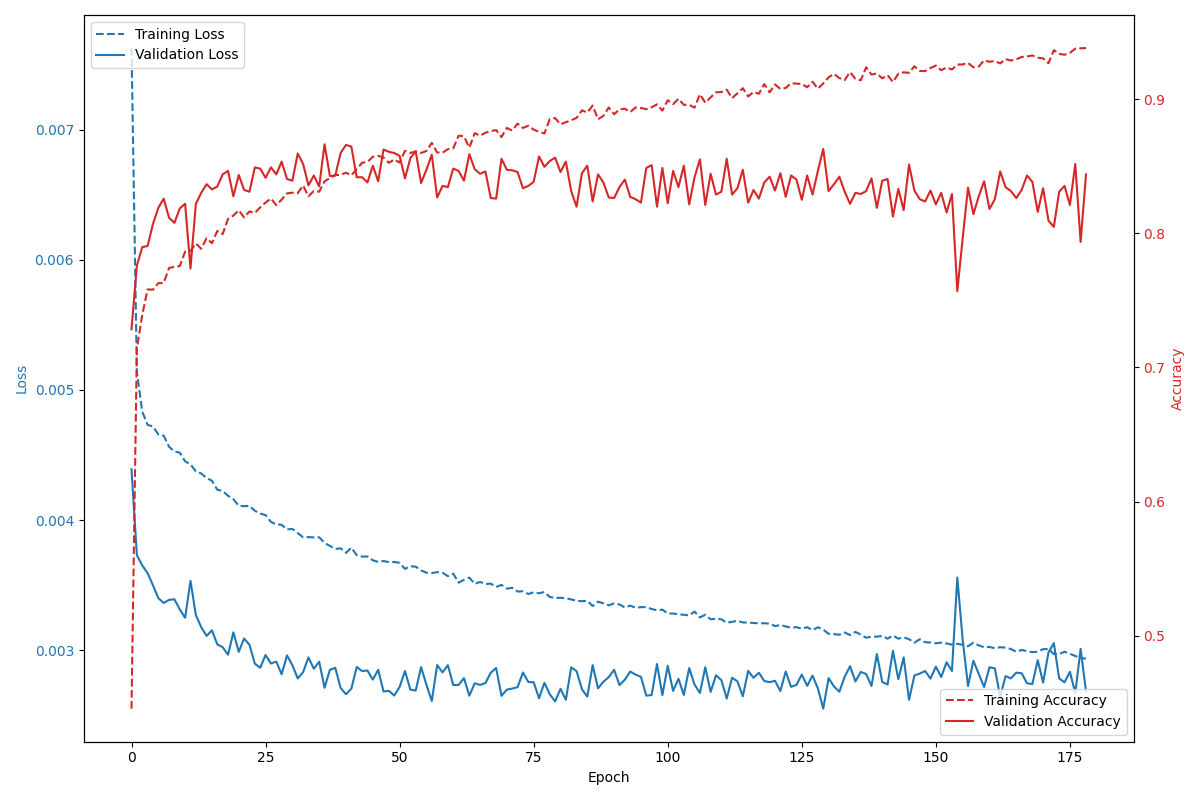 Training Loss
Validation Loss
0.007
0.006
0.005
0.004
0.003
Loss
0.9
0.8
0.7
0.6
0.5
Accuracy
Training Accuracy
Validation Accuracy
0 25 50 75 100 125 150 175
Epoch